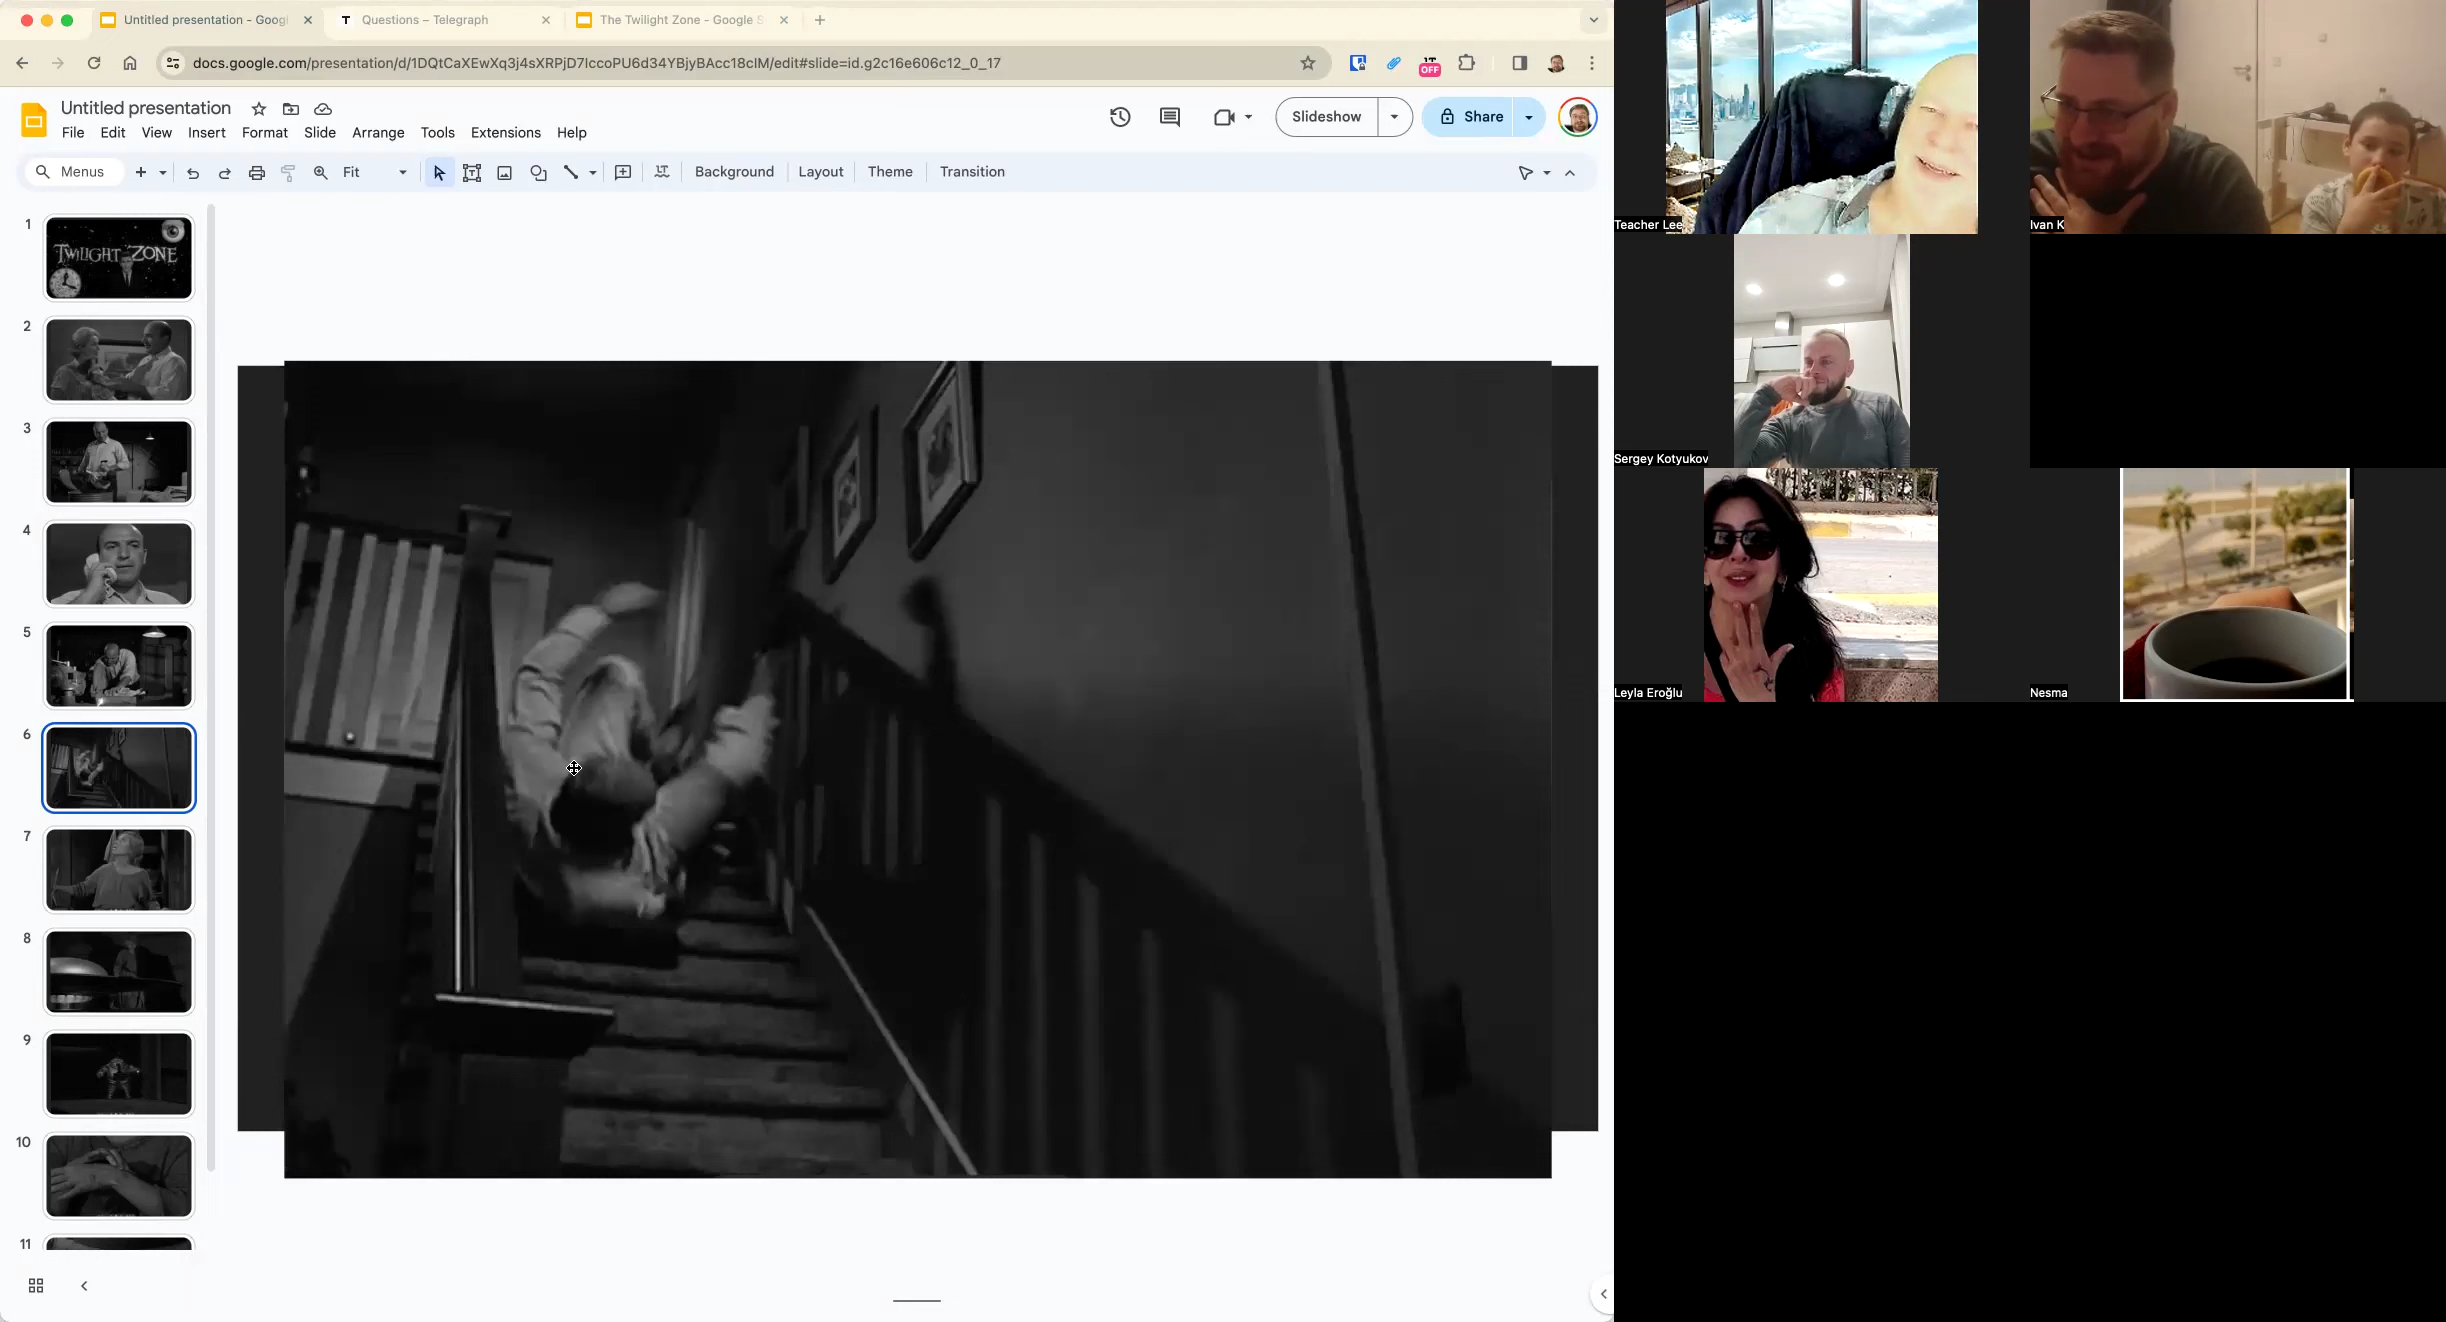 Untitled presentation - Googl
Questions – Telegraph
The Twilight Zone - Google S
docs.google.com/presentation/d/1DQtCaXEwXq3j4sXRPjD7lccoPU6d34YBjyBAcc18clM/edit#slide=id.g2c16e606c12_0_17
OFF
Untitled presentation
File Edit View Insert Format Slide Arrange Tools Extensions Help
Slideshow
Share
Menus
Fit
Background
Layout
Theme
Transition
1
TWILIGHT ZONE
2
3
4
5
6
7
8
9
10
11
Teacher Lee
Ivan K
Sergey Kotyukov
Leyla Eroğlu
Nesma